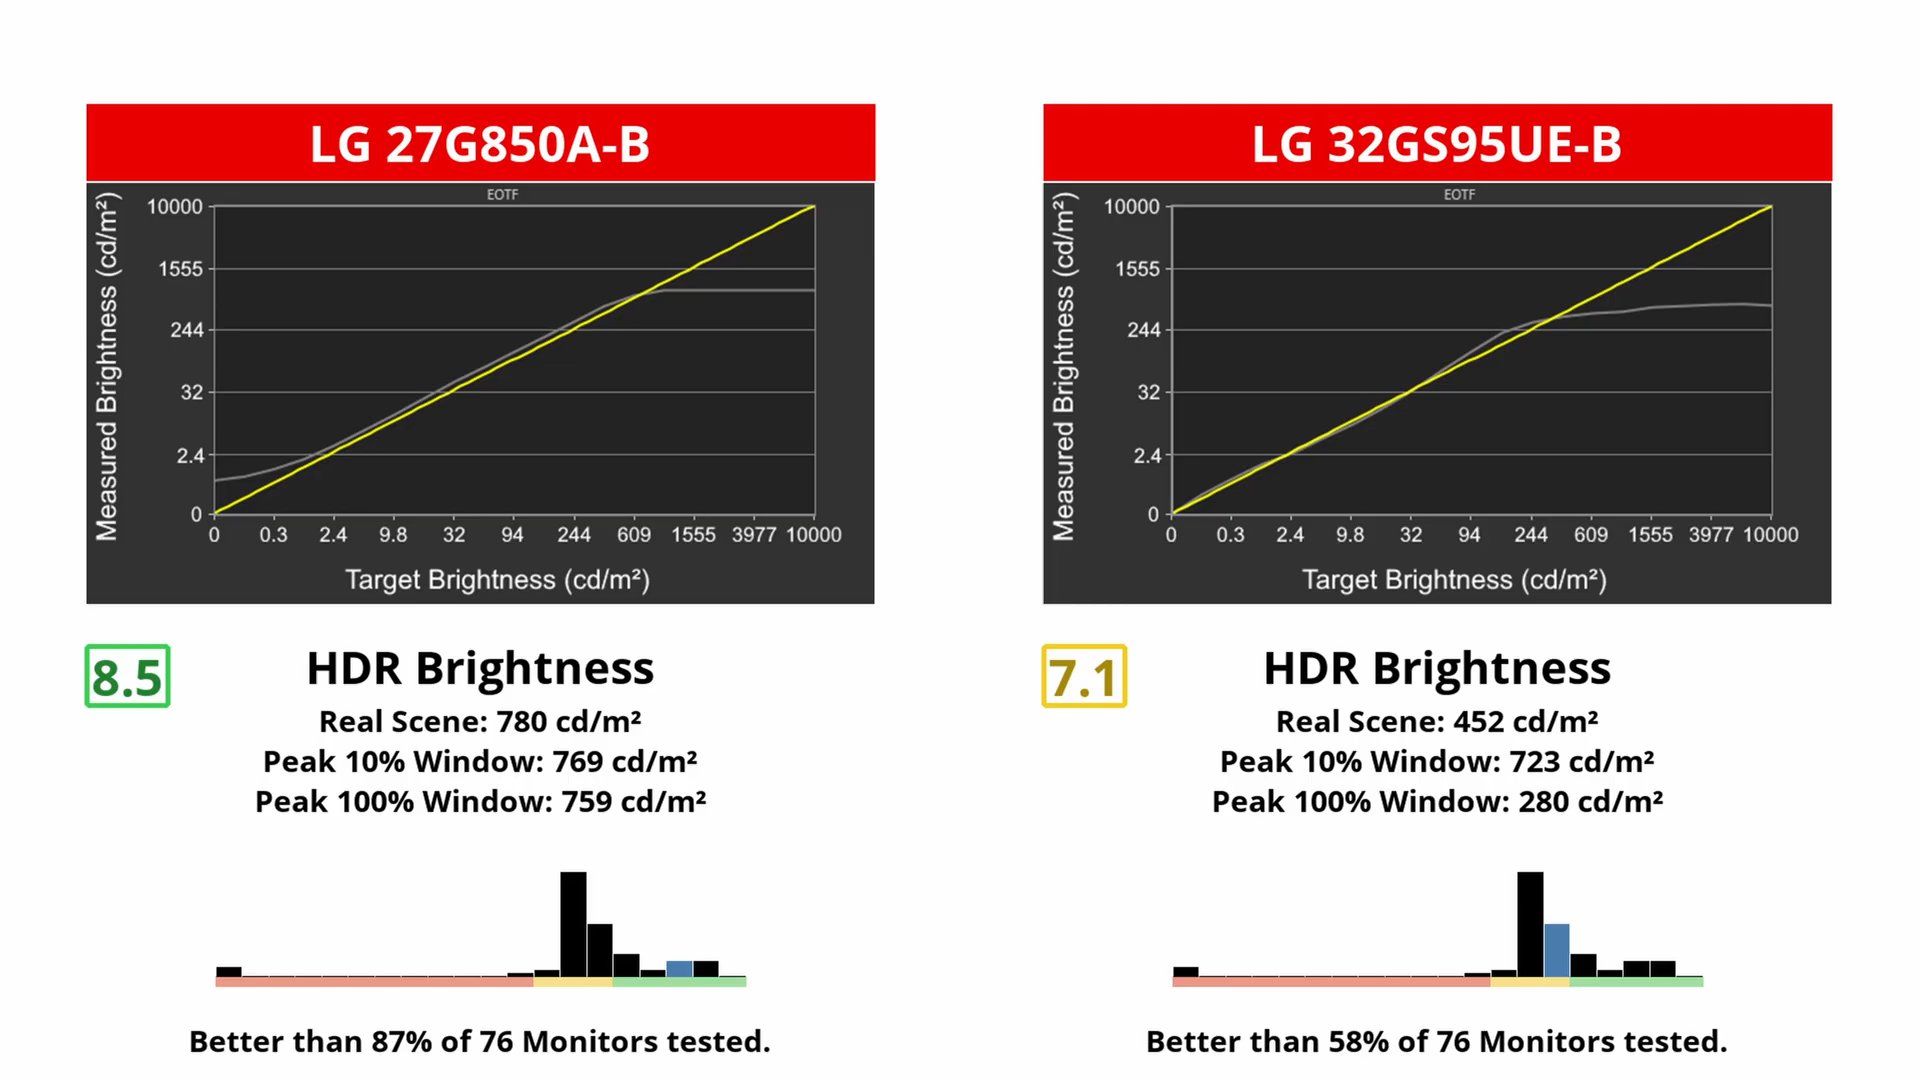 LG 27G850A-B
EOTF
Measured Brightness (cd/m²)
10000
1555
244
32
2.4
0
0 0.3 2.4 9.8 32 94 244 609 1555 3977 10000
Target Brightness (cd/m²)
8.5
HDR Brightness
Real Scene: 780 cd/m²
Peak 10% Window: 769 cd/m²
Peak 100% Window: 759 cd/m²
Better than 87% of 76 Monitors tested.
LG 32GS95UE-B
EOTF
Measured Brightness (cd/m²)
10000
1555
244
32
2.4
0
0 0.3 2.4 9.8 32 94 244 609 1555 3977 10000
Target Brightness (cd/m²)
7.1
HDR Brightness
Real Scene: 452 cd/m²
Peak 10% Window: 723 cd/m²
Peak 100% Window: 280 cd/m²
Better than 58% of 76 Monitors tested.